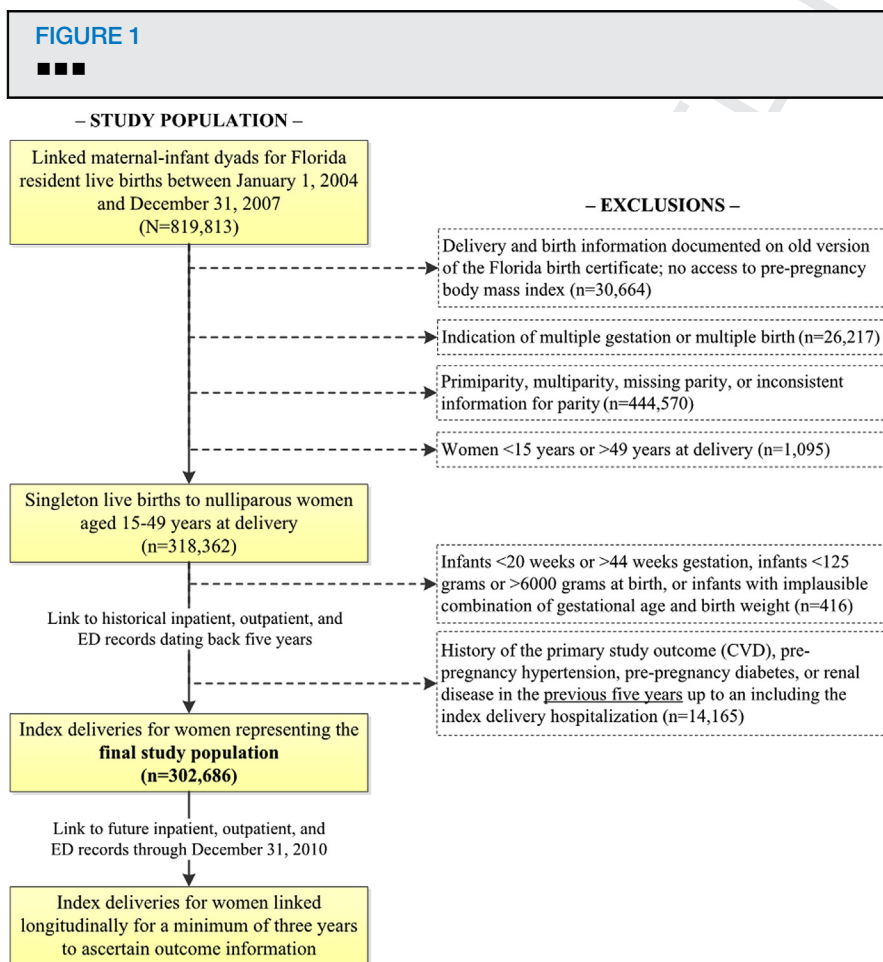 FIGURE 1
■■■
– STUDY POPULATION –
Linked maternal-infant dyads for Florida
resident live births between January 1, 2004
and December 31, 2007
(N=819,813)
– EXCLUSIONS –
Delivery and birth information documented on old version
of the Florida birth certificate; no access to pre-pregnancy
body mass index (n=30,664)
Indication of multiple gestation or multiple birth (n=26,217)
Primiparity, multiparity, missing parity, or inconsistent
information for parity (n=444,570)
Women <15 years or >49 years at delivery (n=1,095)
Singleton live births to nulliparous women
aged 15-49 years at delivery
(n=318,362)
Infants <20 weeks or >44 weeks gestation, infants <125
grams or >6000 grams at birth, or infants with implausible
combination of gestational age and birth weight (n=416)
Link to historical inpatient, outpatient, and
ED records dating back five years
History of the primary study outcome (CVD), pre-
pregnancy hypertension, pre-pregnancy diabetes, or renal
disease in the previous five years up to an including the
index delivery hospitalization (n=14,165)
Index deliveries for women representing the
final study population
(n=302,686)
Link to future inpatient, outpatient, and
ED records through December 31, 2010
Index deliveries for women linked
longitudinally for a minimum of three years
to ascertain outcome information